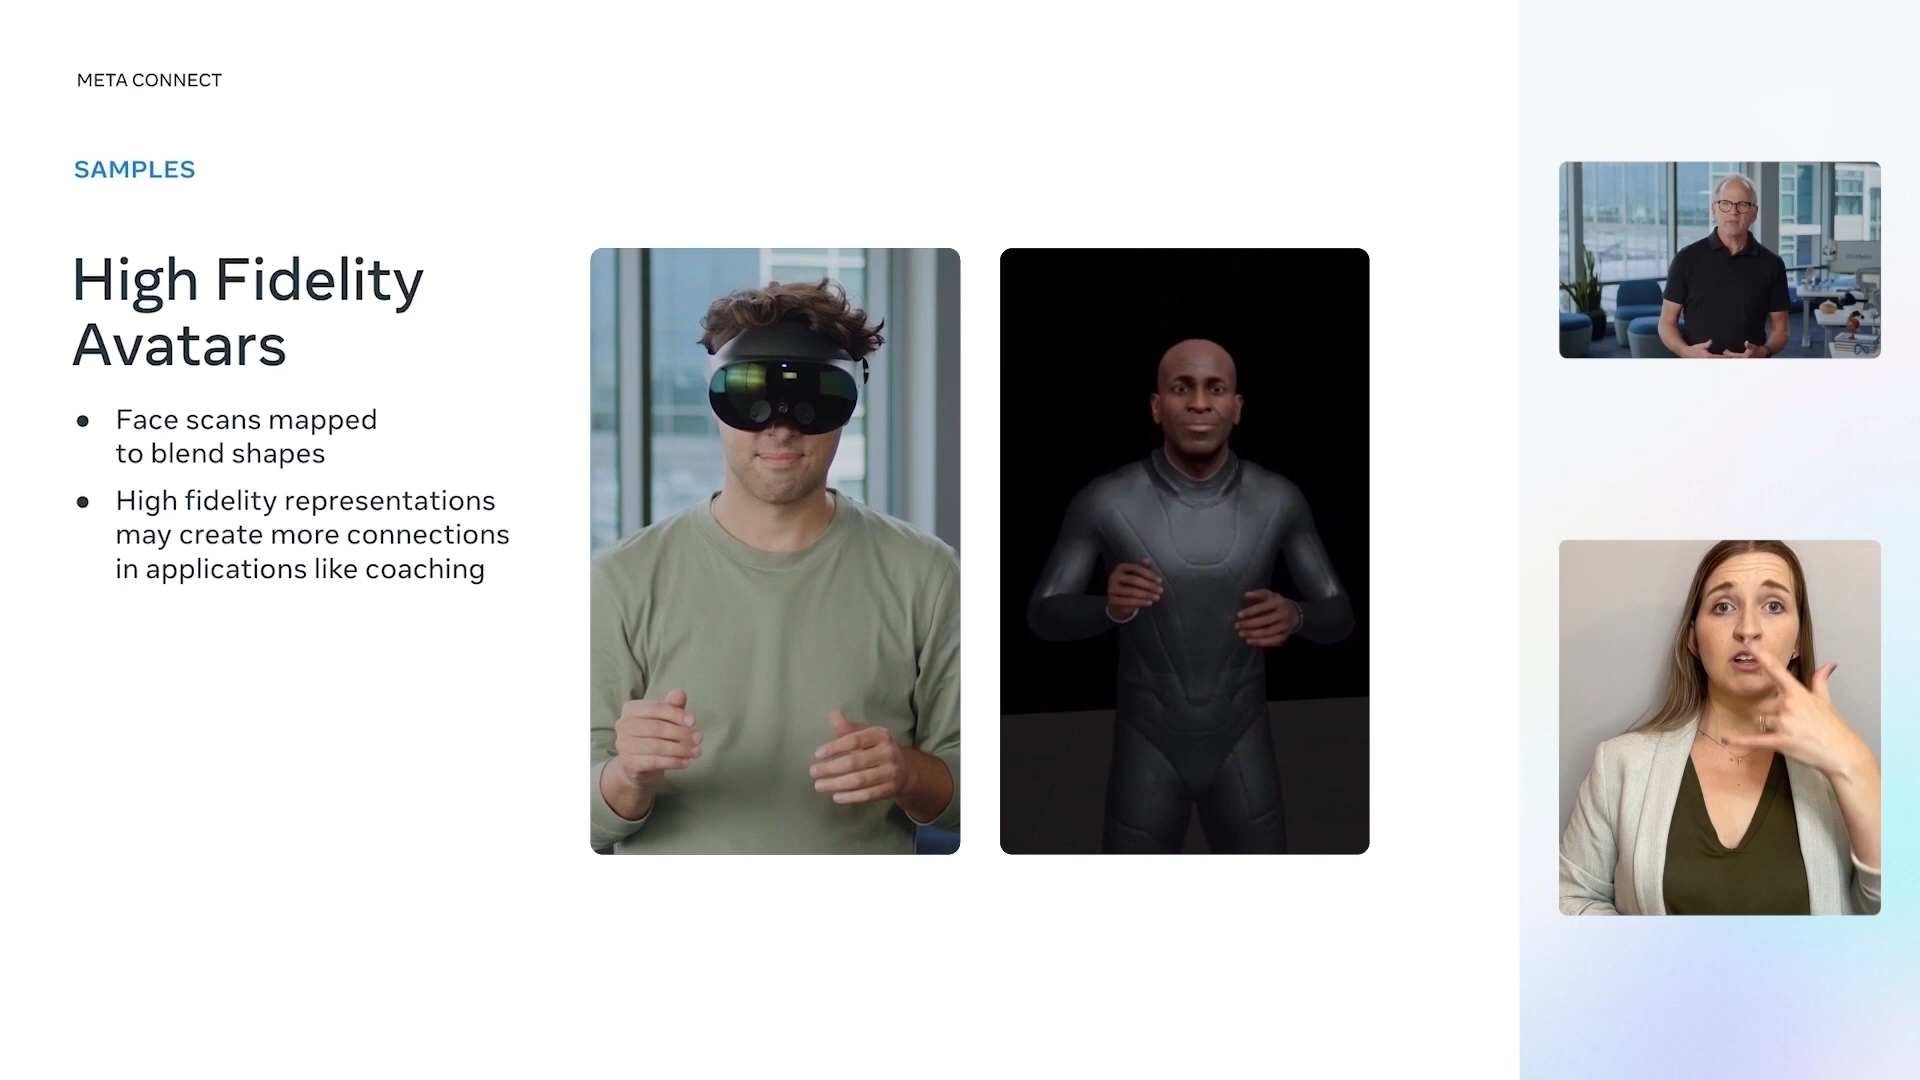 META CONNECT
SAMPLES
High Fidelity
Avatars
● Face scans mapped
to blend shapes
● High fidelity representations
may create more connections
in applications like coaching